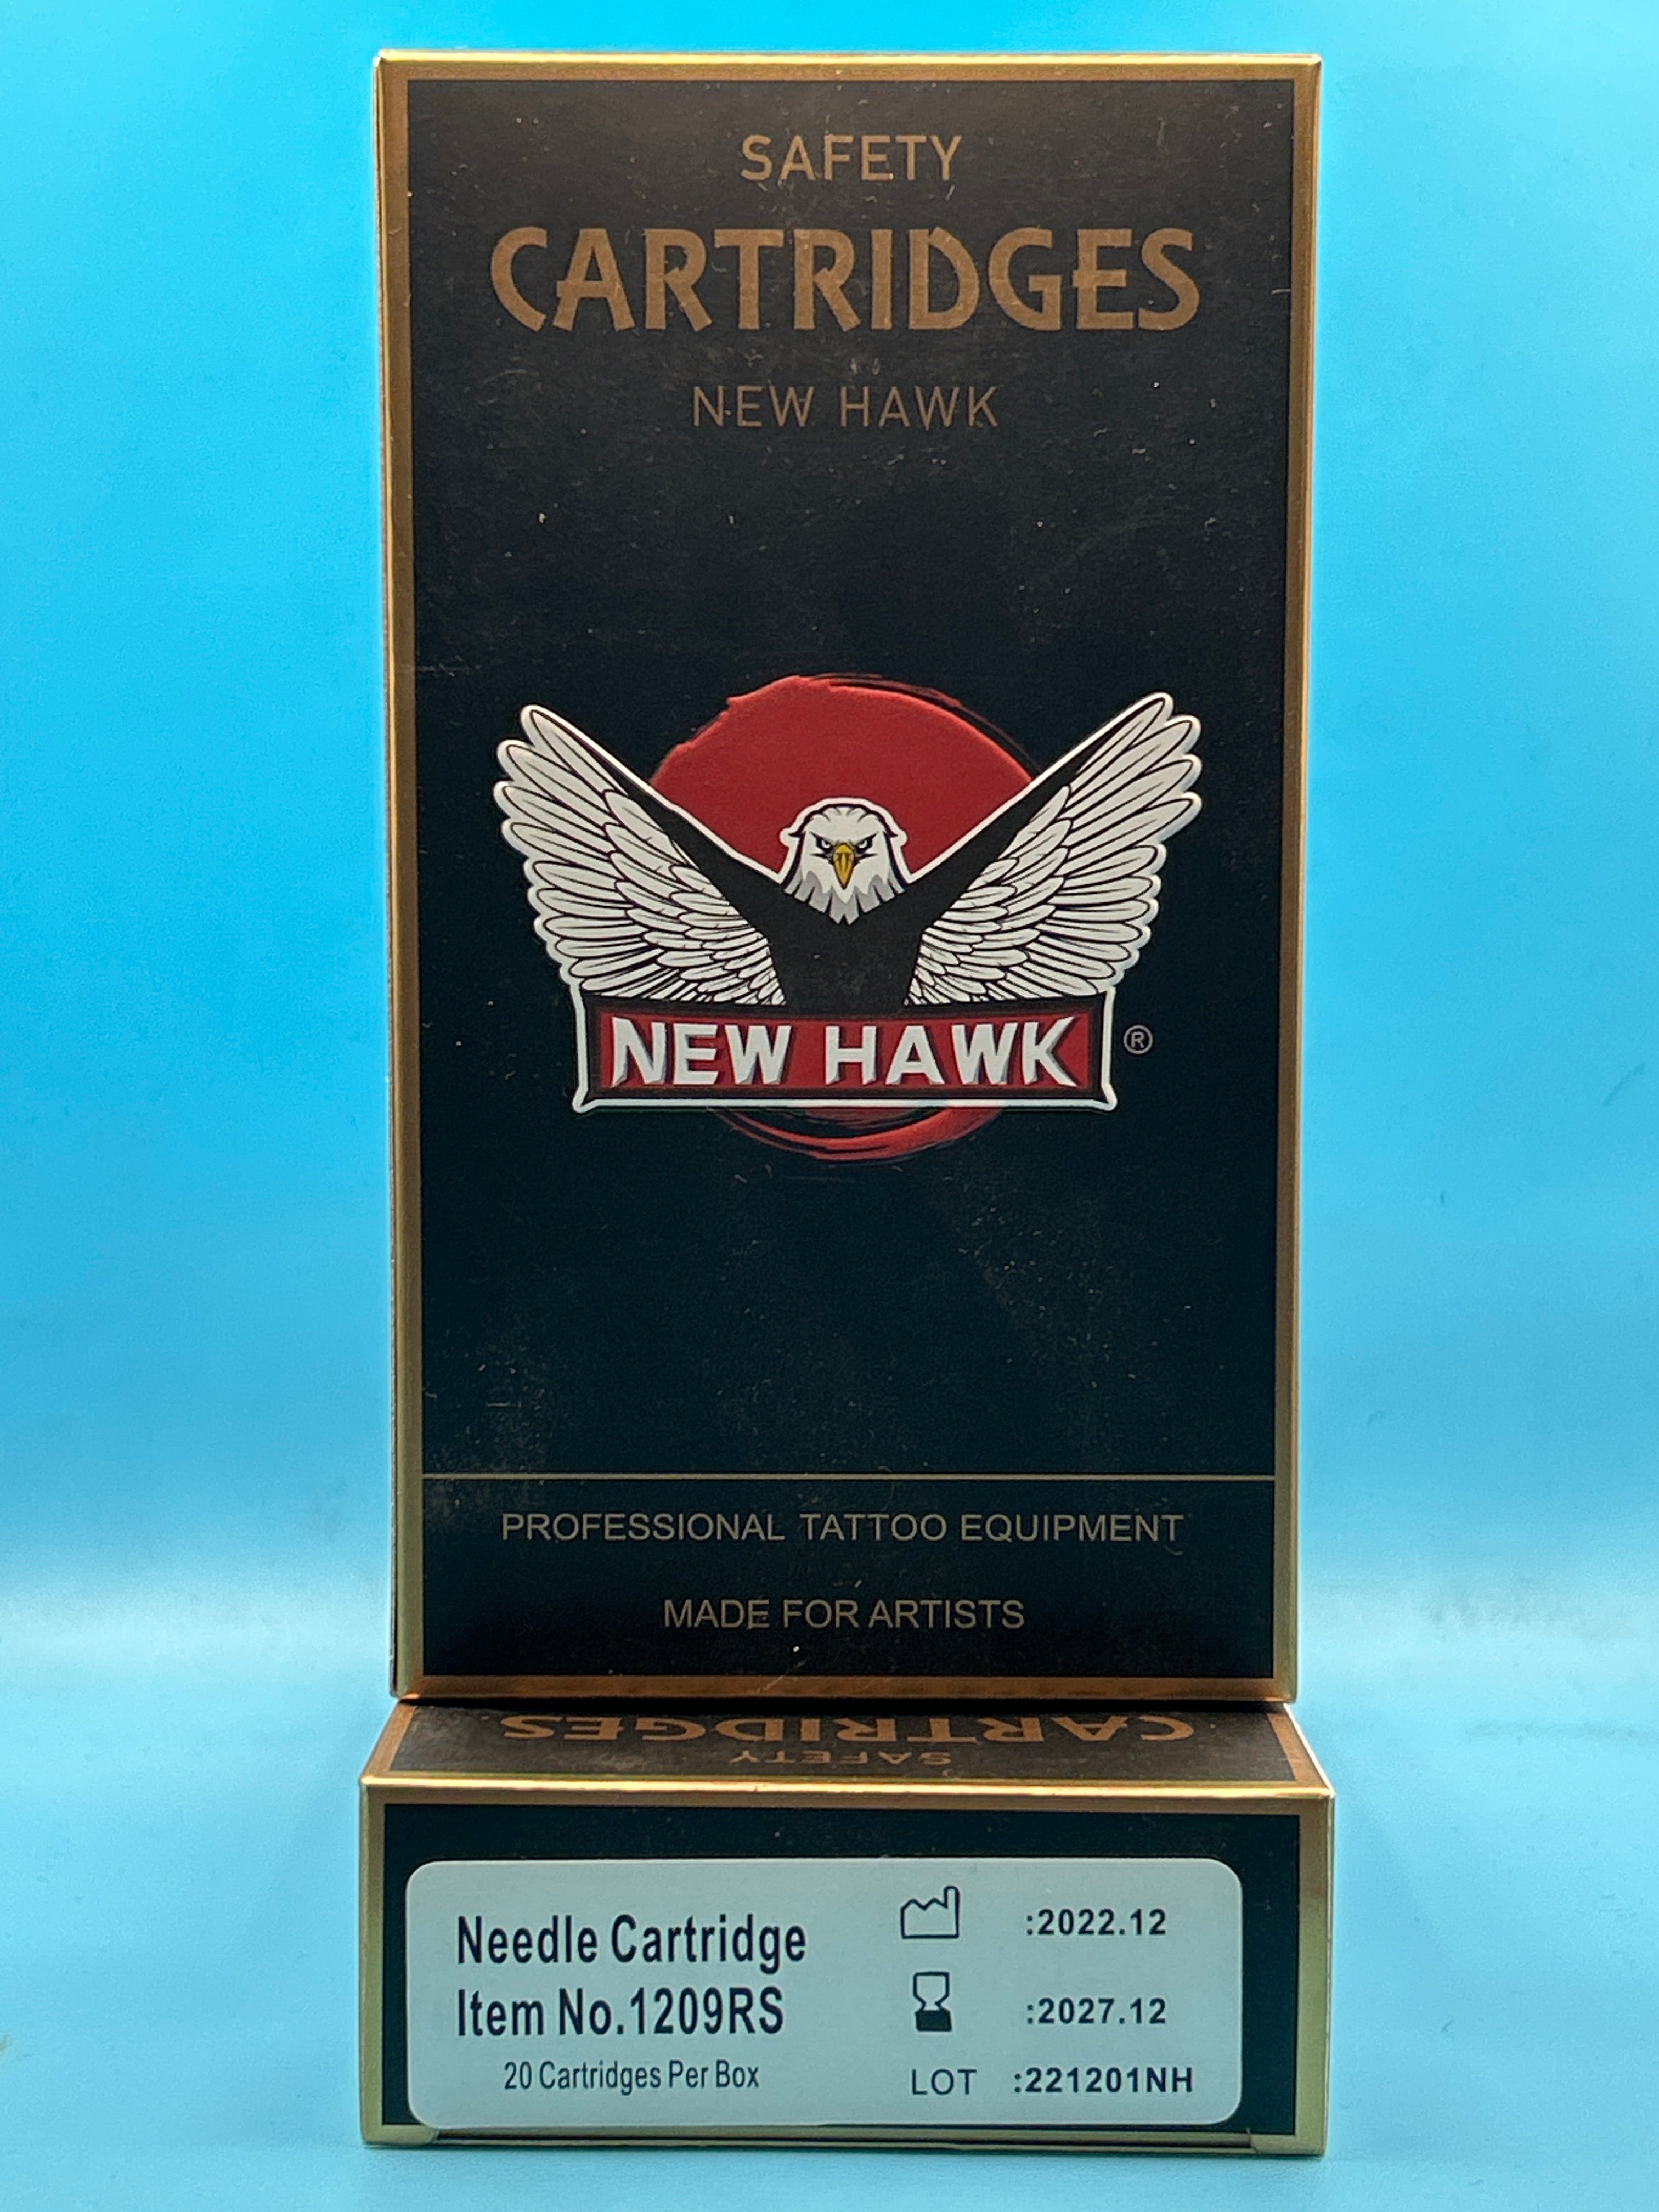 SAFETY
CARTRIDGES
NEW HAWK
NEW HAWK ®
PROFESSIONAL TATTOO EQUIPMENT
MADE FOR ARTISTS
CARTRIDGES
SAFETY
Needle Cartridge
Item No.1209RS
20 Cartridges Per Box
:2022.12
:2027.12
LOT :221201NH